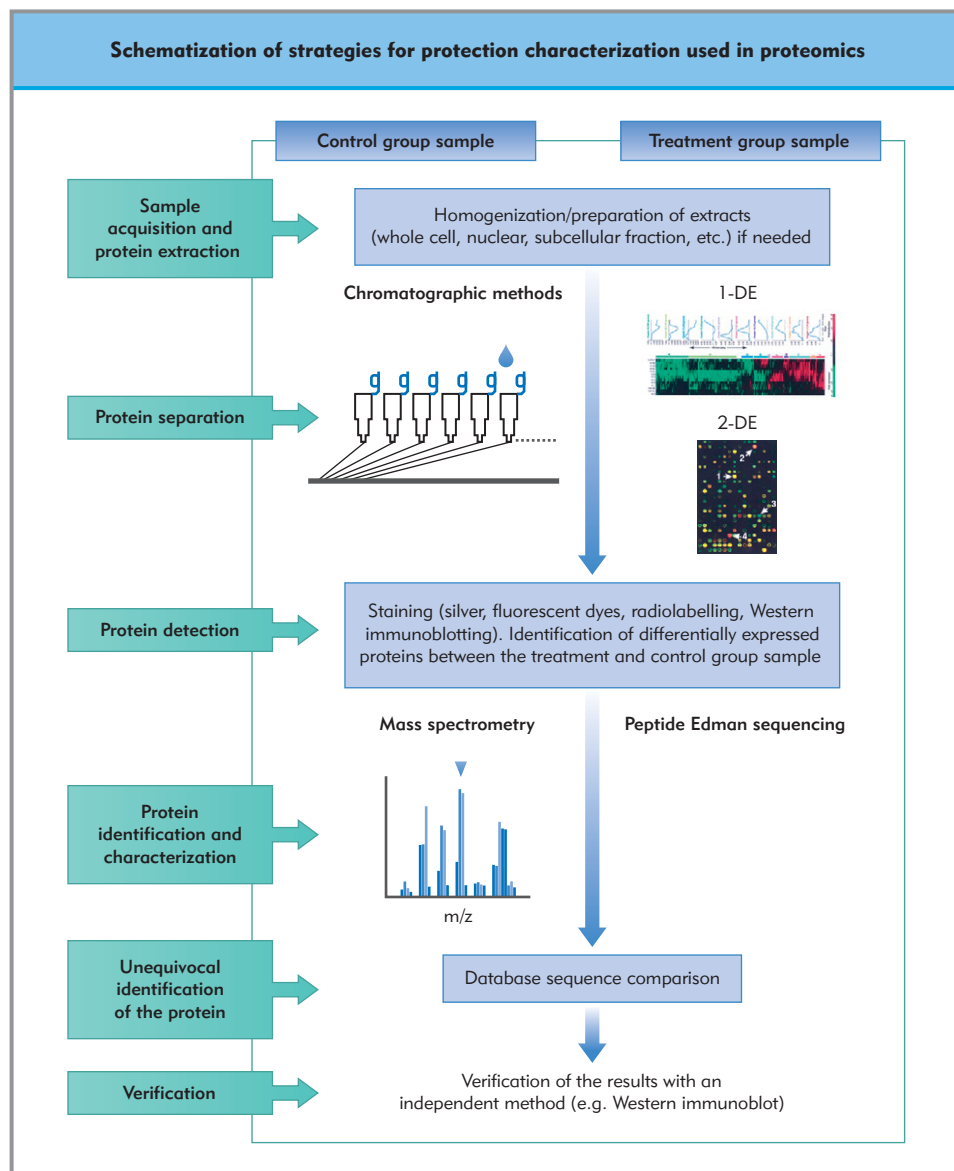 Schematization of strategies for protection characterization used in proteomics
Control group sample
Treatment group sample
Sample
acquisition and
protein extraction
Homogenization/preparation of extracts
(whole cell, nuclear, subcellular fraction, etc.) if needed
Chromatographic methods
1-DE
Protein separation
2-DE
2
1
3
4
Protein detection
Staining (silver, fluorescent dyes, radiolabelling, Western
immunoblotting). Identification of differentially expressed
proteins between the treatment and control group sample
Mass spectrometry
Peptide Edman sequencing
Protein
identification and
characterization
m/z
Unequivocal
identification
of the protein
Database sequence comparison
Verification
Verification of the results with an
independent method (e.g. Western immunoblot)